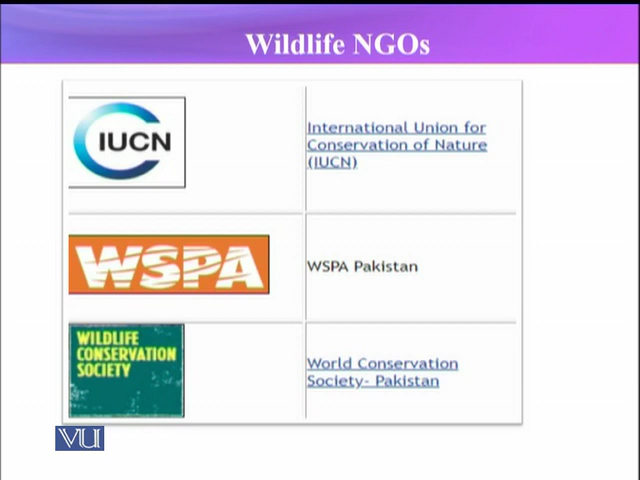 Wildlife NGOs
IUCN
International Union for
Conservation of Nature
(IUCN)
WSPA
WSPA Pakistan
WILDLIFE
CONSERVATION
SOCIETY
World Conservation
Society- Pakistan
VU